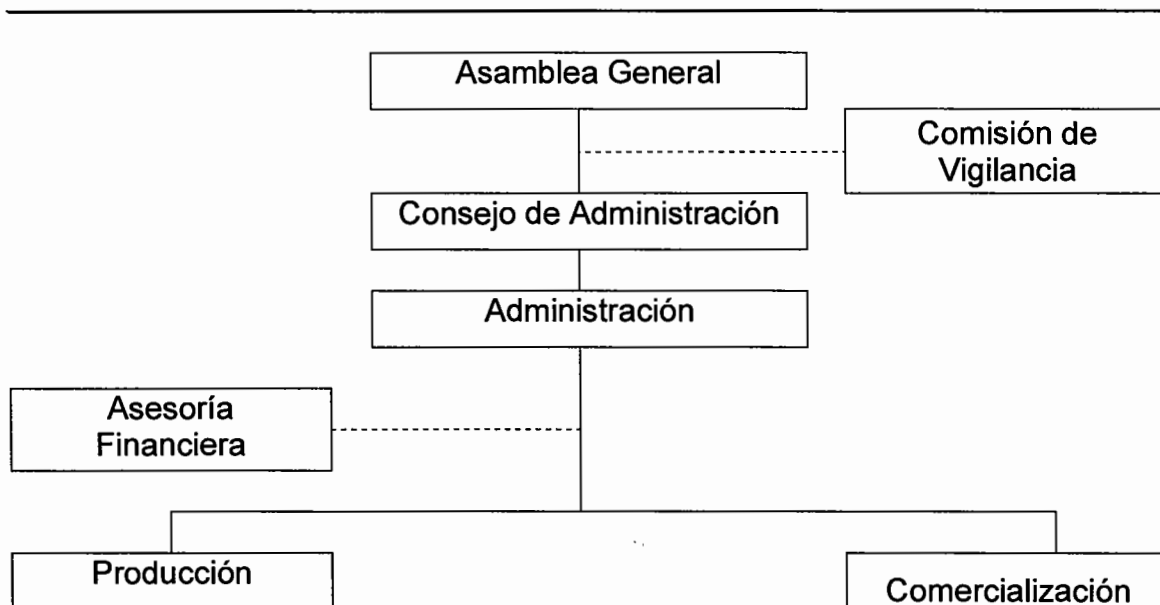 Asamblea General
Comisión de
Vigilancia
Consejo de Administración
Administración
Asesoría
Financiera
Producción
Comercialización